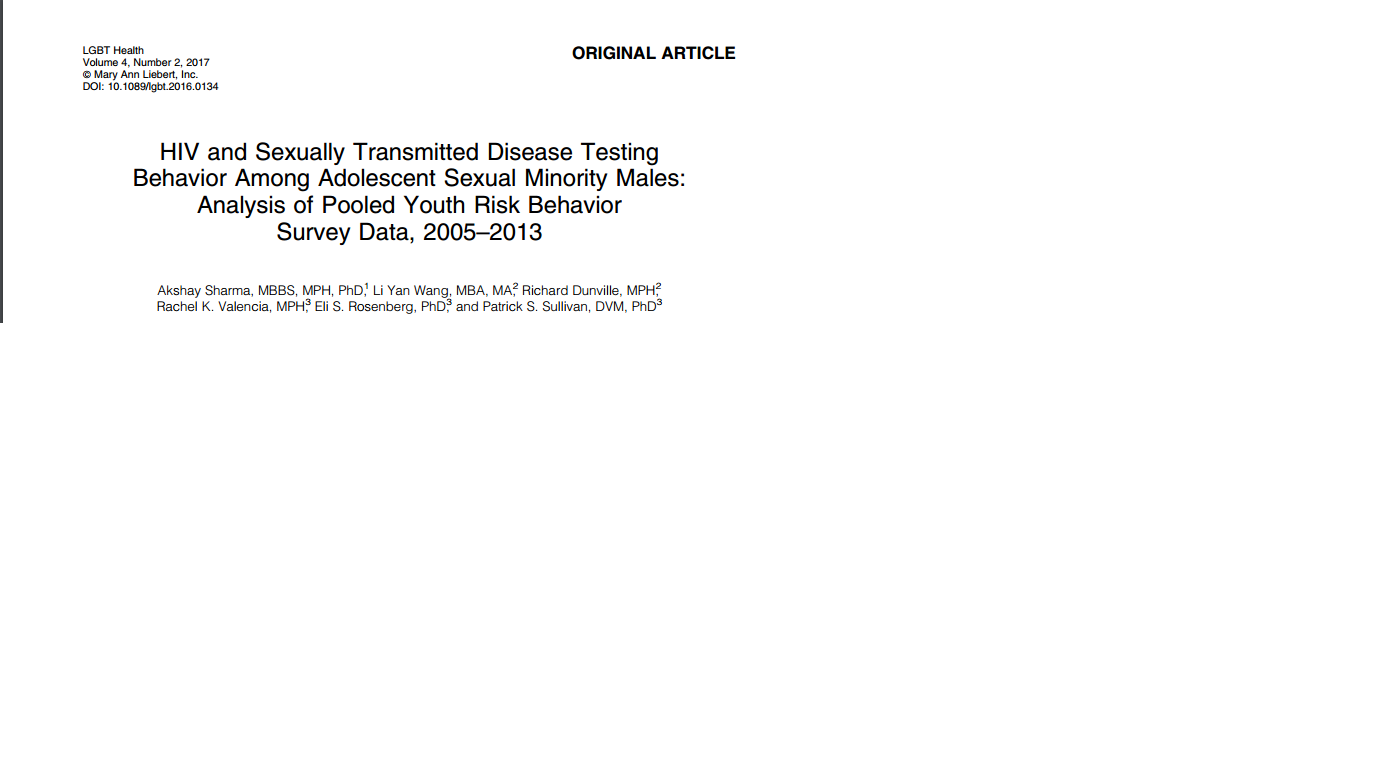 LGBT Health
Volume 4, Number 2, 2017
© Mary Ann Liebert, Inc.
DOI: 10.1089/lgbt.2016.0134
ORIGINAL ARTICLE
HIV and Sexually Transmitted Disease Testing
Behavior Among Adolescent Sexual Minority Males:
Analysis of Pooled Youth Risk Behavior
Survey Data, 2005–2013
Akshay Sharma, MBBS, MPH, PhD,1 Li Yan Wang, MBA, MA,2 Richard Dunville, MPH,2
Rachel K. Valencia, MPH,3 Eli S. Rosenberg, PhD,3 and Patrick S. Sullivan, DVM, PhD3